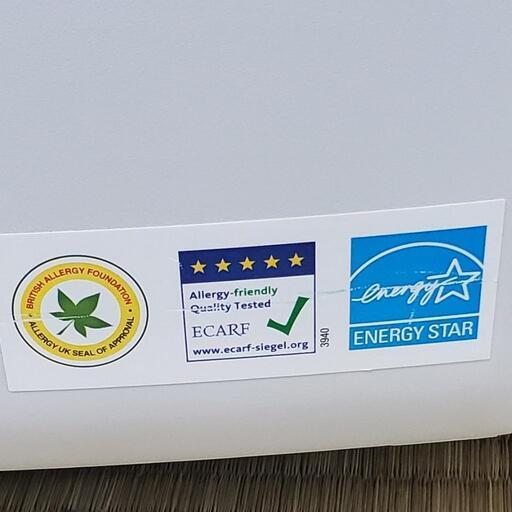 BRITISH ALLERGY FOUNDATION
ALLERGY UK SEAL OF APPROVAL
Allergy-friendly
Quality Tested
ECARF
www.ecarf-siegel.org
3940
energy
ENERGY STAR